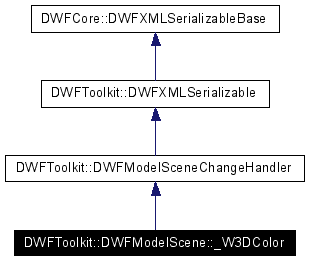 DWFCore::DWFXMLSerializableBase
DWFToolkit::DWFXMLSerializable
DWFToolkit::DWFModelSceneChangeHandler
DWFToolkit::DWFModelScene::_W3DColor